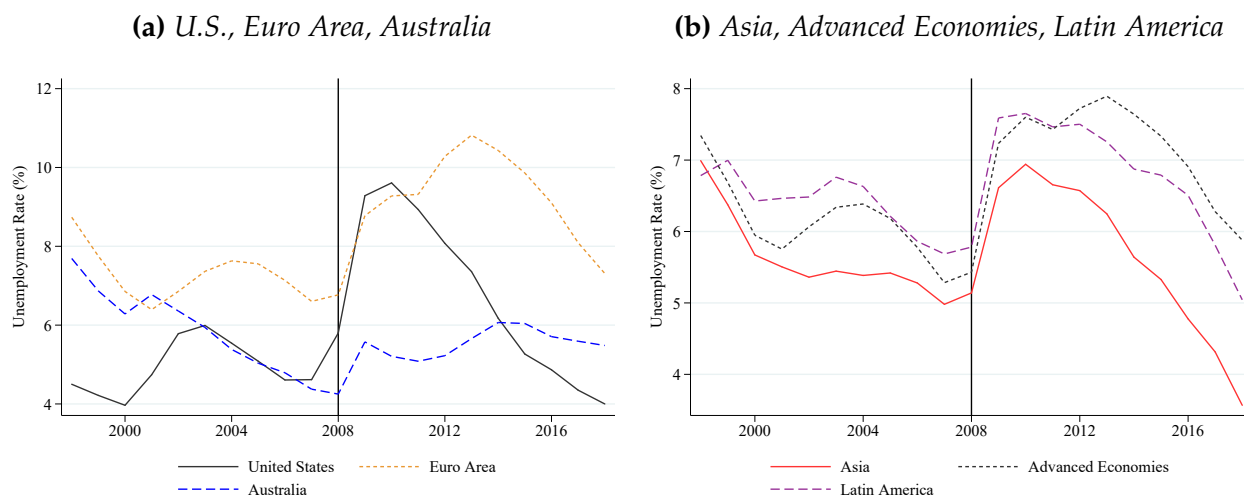 (a) U.S., Euro Area, Australia
12
10
8
6
4
Unemployment Rate (%)
2000 2004 2008 2012 2016
United States Euro Area
Australia
(b) Asia, Advanced Economies, Latin America
8
7
6
5
4
Unemployment Rate (%)
2000 2004 2008 2012 2016
Asia Advanced Economies
Latin America